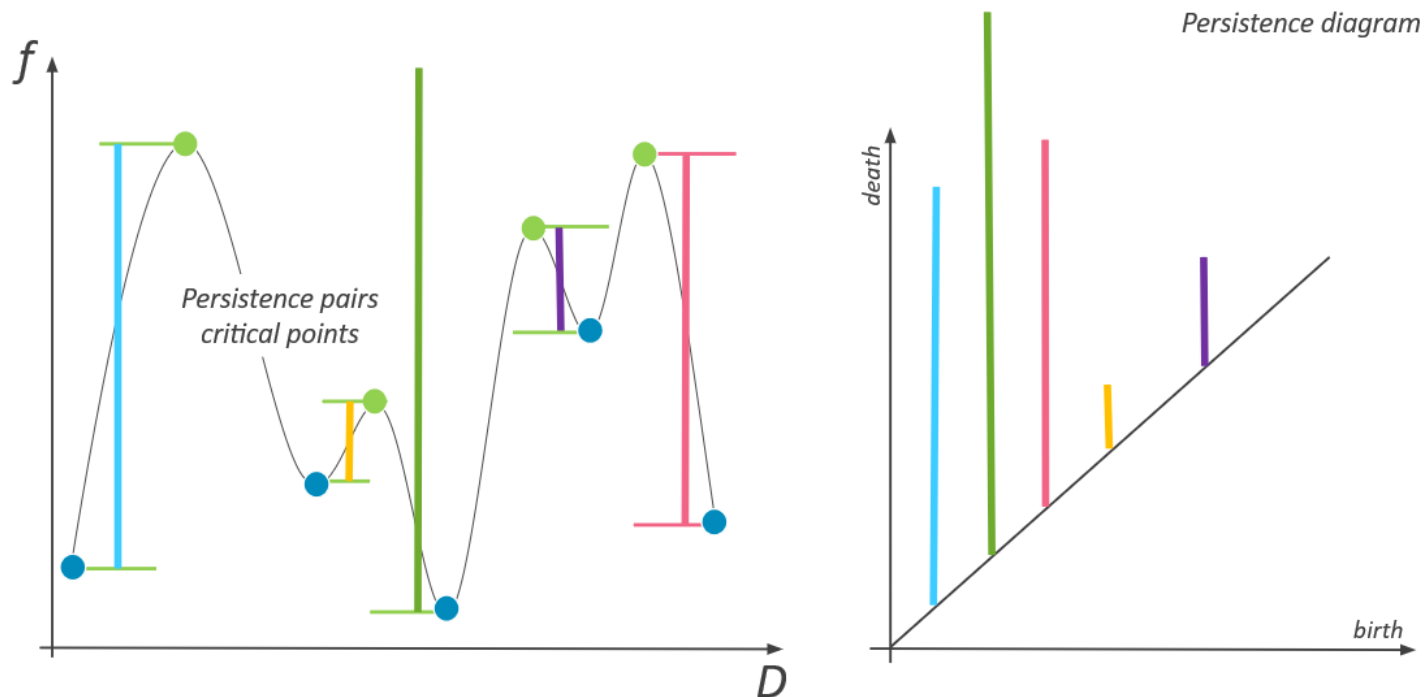 f
Persistence pairs
critical points
D
Persistence diagram
death
birth